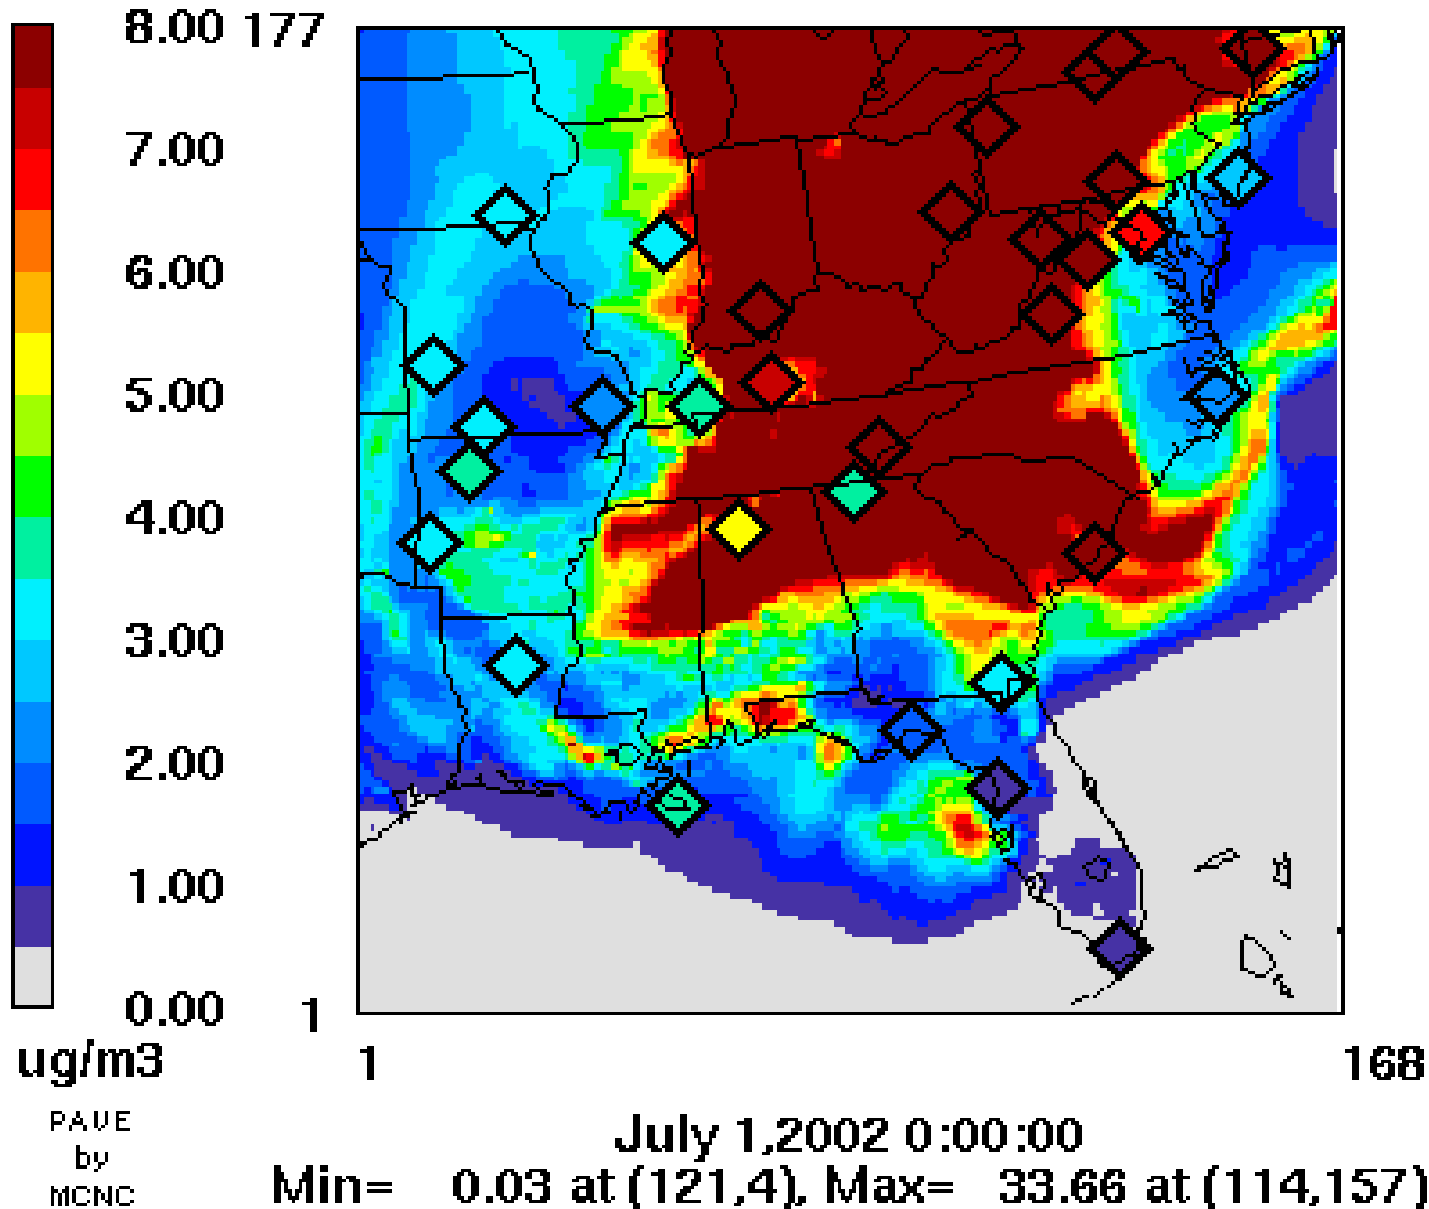 8.00 177
7.00
6.00
5.00
4.00
3.00
2.00
1.00
0.00 1
ug/m3 1 168
PAVE
by
MCNC
July 1,2002 0:00:00
Min= 0.03 at (121,4), Max= 33.66 at (114,157)